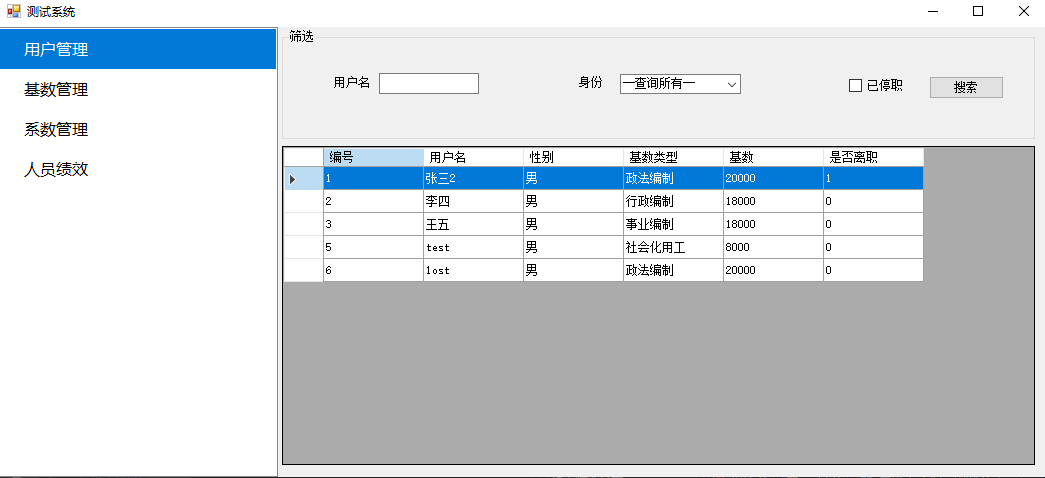 测试系统
用户管理
基数管理
系数管理
人员绩效
筛选
用户名 身份 一查询所有一 已停职 搜索
编号 用户名 性别 基数类型 基数 是否离职
1 张三2 男 政法编制 20000 1
2 李四 男 行政编制 18000 0
3 王五 男 事业编制 18000 0
5 test 男 社会化用工 8000 0
6 lost 男 政法编制 20000 0